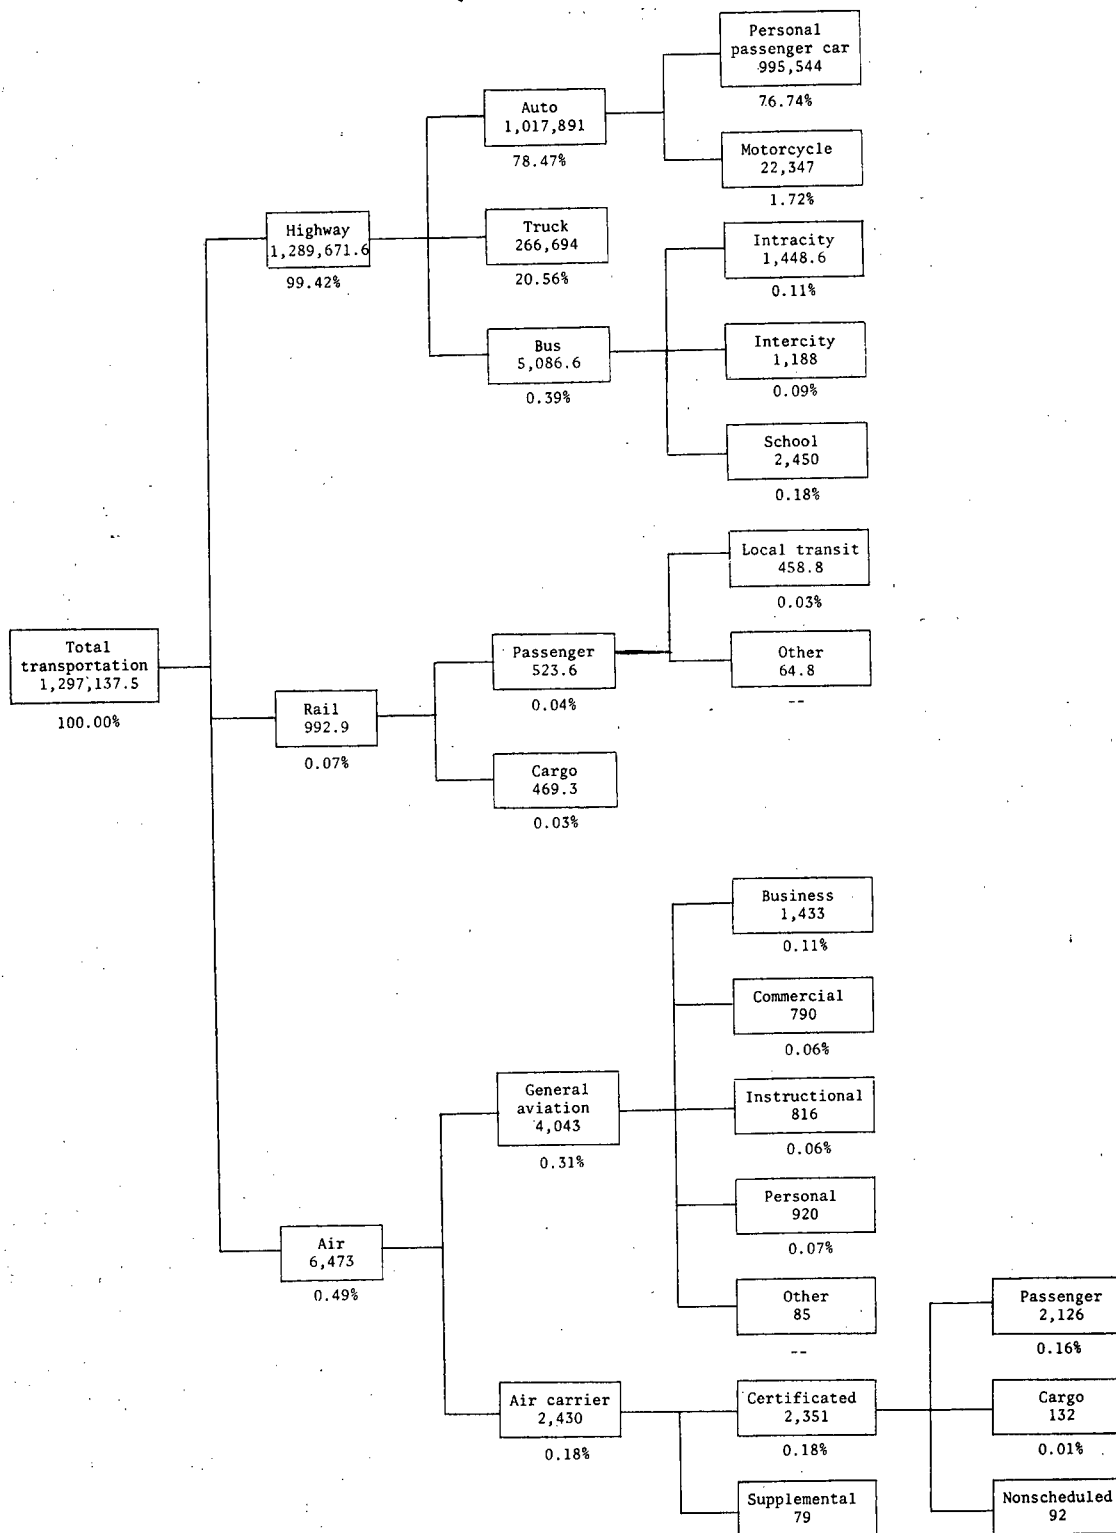 Personal
passenger car
995,544
76.74%
Auto
1,017,891
78.47%
Motorcycle
22,347
1.72%
Highway
1,289,671.6
99.42%
Truck
266,694
20.56%
Intracity
1,448.6
0.11%
Bus
5,086.6
0.39%
Intercity
1,188
0.09%
School
2,450
0.18%
Local transit
458.8
0.03%
Total
transportation
1,297,137.5
100.00%
Passenger
523.6
0.04%
Other
64.8
--
Rail
992.9
0.07%
Cargo
469.3
0.03%
Business
1,433
0.11%
Commercial
790
0.06%
General
aviation
4,043
0.31%
Instructional
816
0.06%
Personal
920
0.07%
Air
6,473
0.49%
Other
85
--
Passenger
2,126
0.16%
Air carrier
2,430
0.18%
Certificated
2,351
0.18%
Cargo
132
0.01%
Supplemental
79
Nonscheduled
92